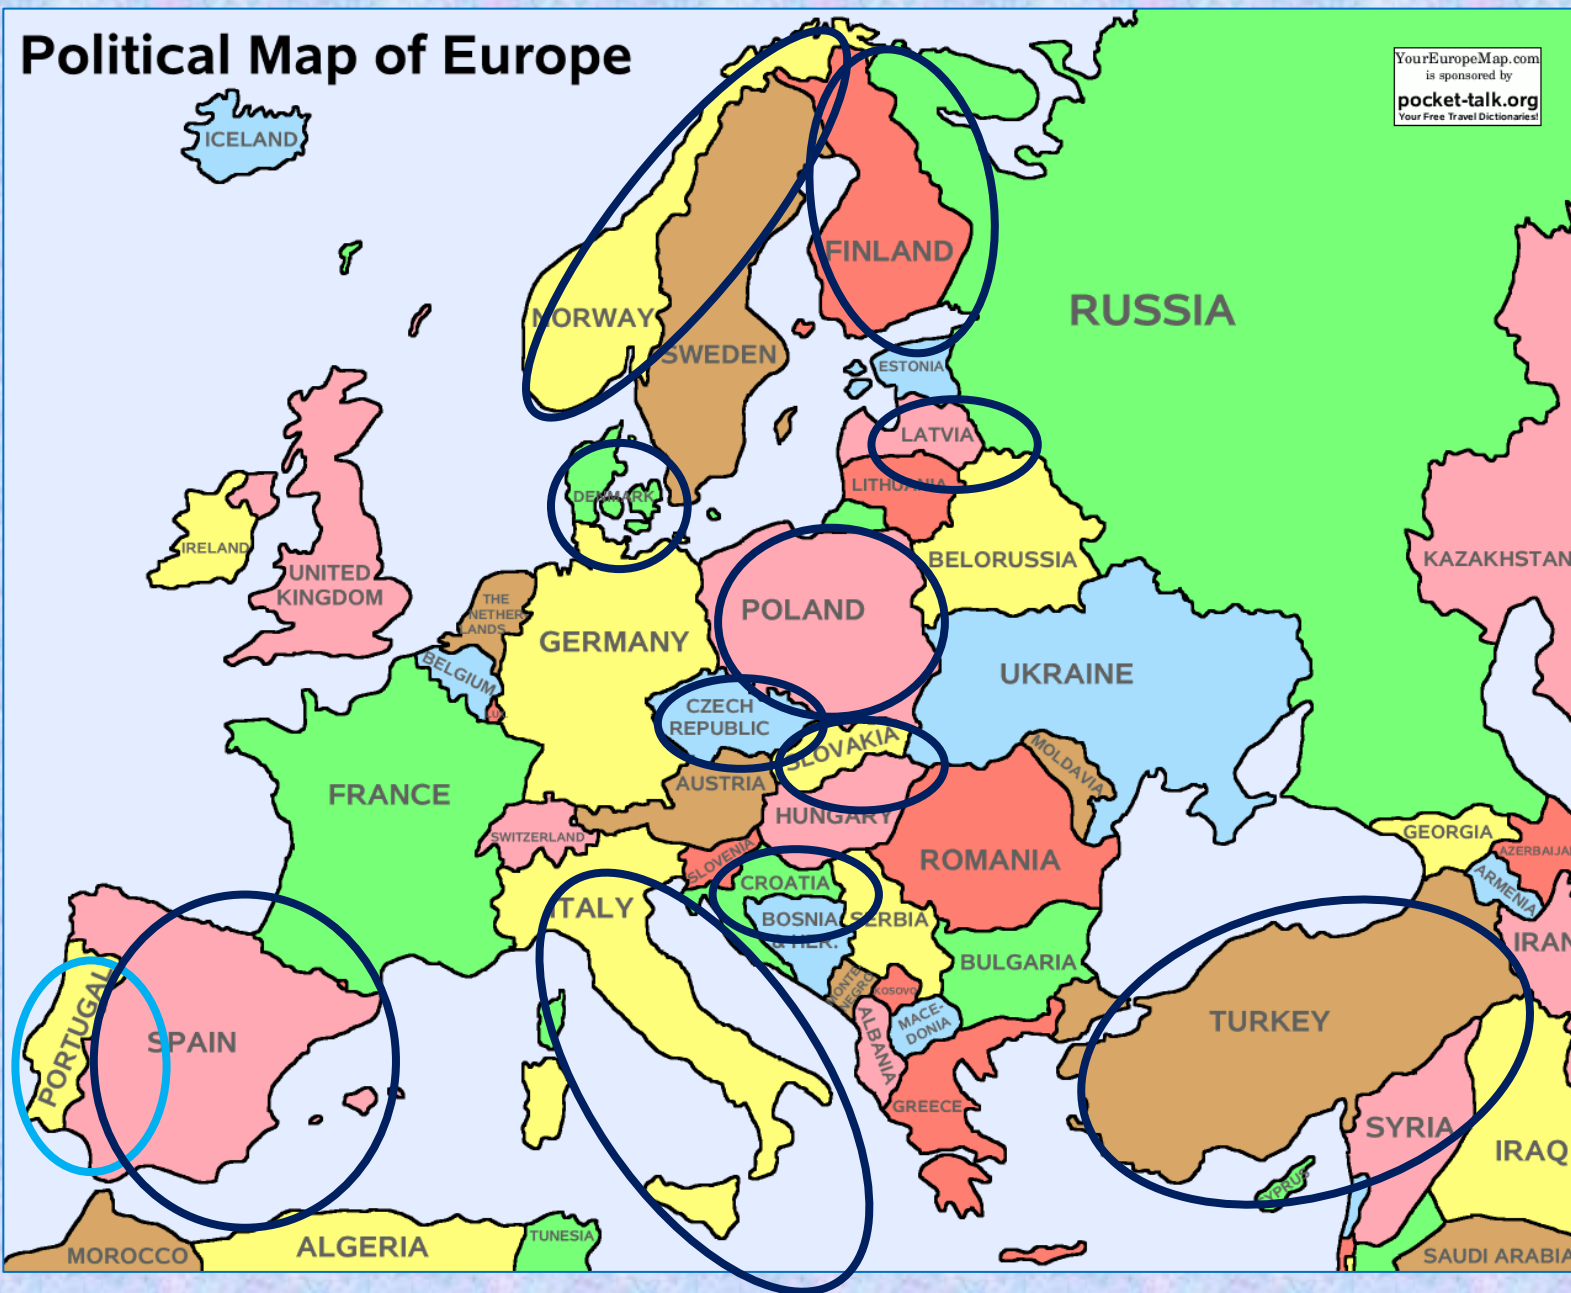 Political Map of Europe
YourEuropeMap.com
is sponsored by
pocket-talk.org
Your Free Travel Dictionaries!
ICELAND
NORWAY
SWEDEN
FINLAND
RUSSIA
ESTONIA
LATVIA
LITHUANIA
DENMARK
IRELAND
UNITED
KINGDOM
THE
NETHER
LANDS
BELGIUM
LUX
GERMANY
POLAND
BELORUSSIA
KAZAKHSTAN
UKRAINE
CZECH
REPUBLIC
SLOVAKIA
MOLDAVIA
FRANCE
SWITZERLAND
AUSTRIA
HUNGARY
ROMANIA
SLOVENIA
CROATIA
BOSNIA
& HER.
SERBIA
ITALY
MONTE
NEGRO
KOSOVO
BULGARIA
MACE-
DONIA
ALBANIA
GREECE
GEORGIA
AZERBAIJAN
ARMENIA
IRAN
TURKEY
SYRIA
IRAQ
CYPRUS
PORTUGAL
SPAIN
MOROCCO
ALGERIA
TUNESIA
SAUDI ARABIA